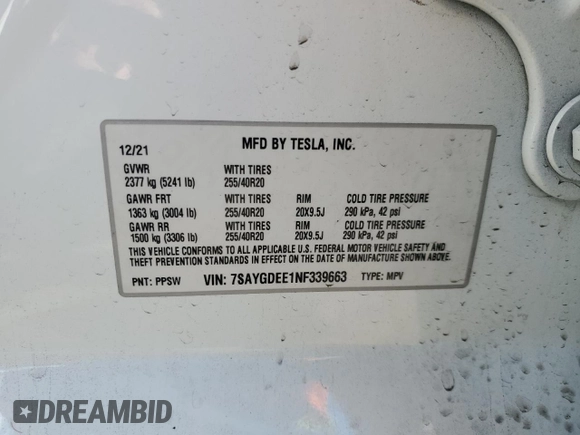 12/21 MFD BY TESLA, INC.
GVWR WITH TIRES
2377 kg (5241 lb) 255/40R20
GAWR FRT WITH TIRES RIM COLD TIRE PRESSURE
1363 kg (3004 lb) 255/40R20 20X9.5J 290 kPa, 42 psi
GAWR RR WITH TIRES RIM COLD TIRE PRESSURE
1500 kg (3306 lb) 255/40R20 20X9.5J 290 kPa, 42 psi
THIS VEHICLE CONFORMS TO ALL APPLICABLE U.S. FEDERAL MOTOR VEHICLE SAFETY AND
THEFT PREVENTION STANDARDS IN EFFECT ON THE DATE OF MANUFACTURE SHOWN ABOVE.
PNT: PPSW VIN: 7SAYGDEE1NF339663 TYPE: MPV
DREAMBID